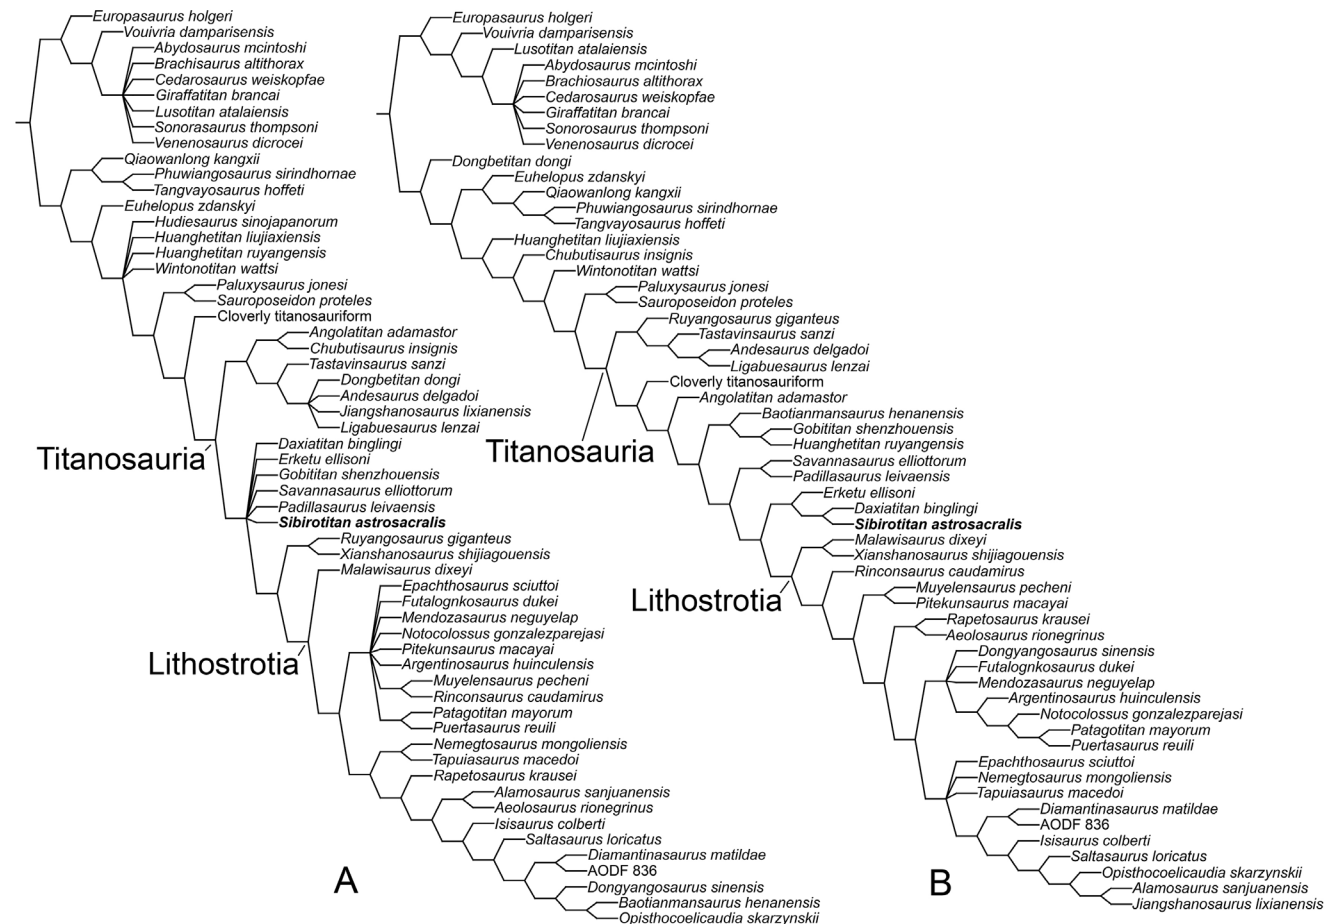 Europasaurus holgeri
Vouivria damparisensis
Abydosaurus mcintoshi
Brachisaurus altithorax
Cedarosaurus weiskopfae
Giraffatitan brancai
Lusotitan atalaiensis
Sonorasaurus thompsoni
Venenosaurus dicrocei
Qiaowanlong kangxii
Phuwiangosaurus sirindhornae
Tangvayosaurus hoffeti
Euhelopus zdanskyi
Hudiesaurus sinojapanorum
Huanghetitan liujiaxiensis
Huanghetitan ruyangensis
Wintonotitan wattsi
Paluxysaurus jonesi
Sauroposeidon proteles
Cloverly titanosauriform
Angolatitan adamastor
Chubutisaurus insignis
Tastavinsaurus sanzi
Dongbetitan dongi
Andesaurus delgadoi
Jiangshanosaurus lixianensis
Ligabuesaurus lenzai
Titanosauria
Daxiatitan binglingi
Erketu ellisoni
Gobititan shenzhouensis
Savannasaurus elliottorum
Padillasaurus leivaensis
Sibirotitan astrosacralis
Ruyangosaurus giganteus
Xianshanosaurus shijiagouensis
Malawisaurus dixeyi
Lithostrotia
Epachthosaurus sciuttoi
Futalognkosaurus dukei
Mendozasaurus neguyelap
Notocolossus gonzalezparejasi
Pitekunsaurus macayai
Argentinosaurus huinculensis
Muyelensaurus pecheni
Rinconsaurus caudamirus
Patagotitan mayorum
Puertasaurus reuili
Nemegtosaurus mongoliensis
Tapuiasaurus macedoi
Rapetosaurus krausei
Alamosaurus sanjuanensis
Aeolosaurus rionegrinus
Isisaurus colberti
Saltasaurus loricatus
Diamantinasaurus matildae
AODF 836
Dongyangosaurus sinensis
Baotianmansaurus henanensis
Opisthocoelicaudia skarzynskii
A
Europasaurus holgeri
Vouivria damparisensis
Lusotitan atalaiensis
Abydosaurus mcintoshi
Brachiosaurus altithorax
Cedarosaurus weiskopfae
Giraffatitan brancai
Sonorosaurus thompsoni
Venenosaurus dicrocei
Dongbetitan dongi
Euhelopus zdanskyi
Qiaowanlong kangxii
Phuwiangosaurus sirindhornae
Tangvayosaurus hoffeti
Huanghetitan liujiaxiensis
Chubutisaurus insignis
Wintonotitan wattsi
Paluxysaurus jonesi
Sauroposeidon proteles
Ruyangosaurus giganteus
Tastavinsaurus sanzi
Andesaurus delgadoi
Ligabuesaurus lenzai
Cloverly titanosauriform
Angolatitan adamastor
Titanosauria
Baotianmansaurus henanensis
Gobititan shenzhouensis
Huanghetitan ruyangensis
Savannasaurus elliottorum
Padillasaurus leivaensis
Erketu ellisoni
Daxiatitan binglingi
Sibirotitan astrosacralis
Malawisaurus dixeyi
Xianshanosaurus shijiagouensis
Lithostrotia
Rinconsaurus caudamirus
Muyelensaurus pecheni
Pitekunsaurus macayai
Rapetosaurus krausei
Aeolosaurus rionegrinus
Dongyangosaurus sinensis
Futalognkosaurus dukei
Mendozasaurus neguyelap
Argentinosaurus huinculensis
Notocolossus gonzalezparejasi
Patagotitan mayorum
Puertasaurus reuili
Epachthosaurus sciuttoi
Nemegtosaurus mongoliensis
Tapuiasaurus macedoi
Diamantinasaurus matildae
AODF 836
Isisaurus colberti
Saltasaurus loricatus
Opisthocoelicaudia skarzynskii
Alamosaurus sanjuanensis
Jiangshanosaurus lixianensis
B